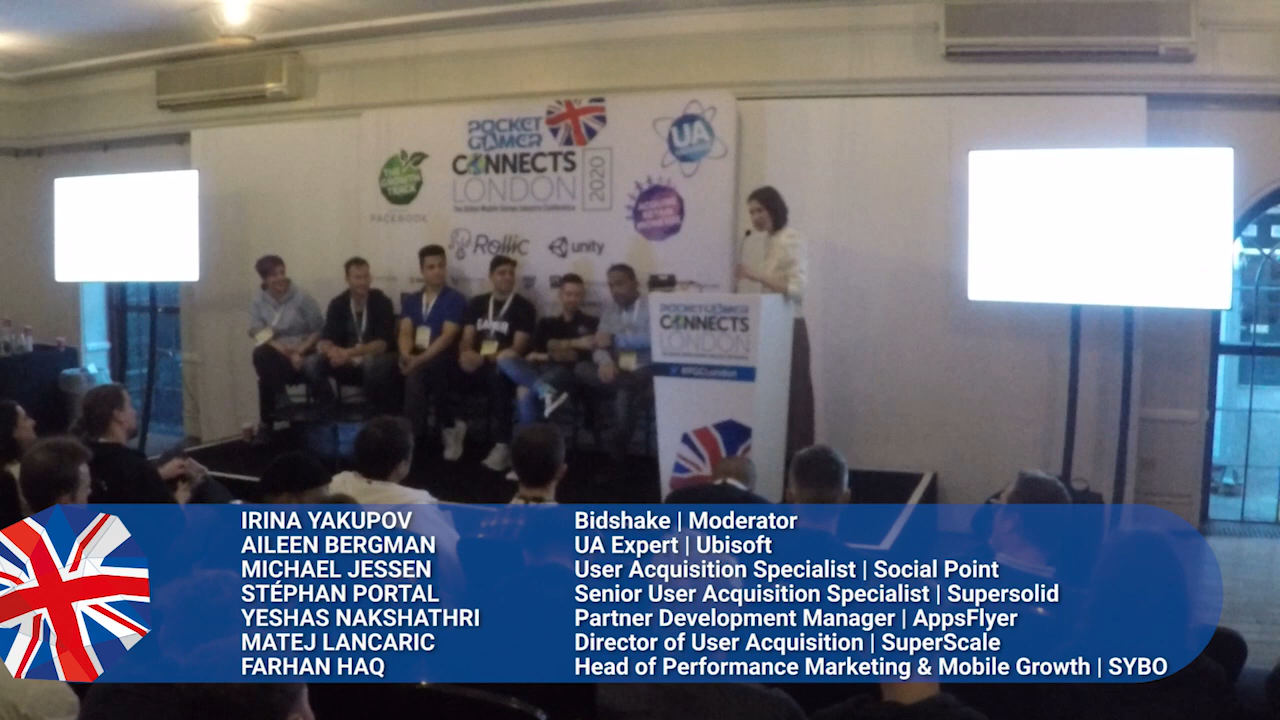 POCKET
GAMER
CONNECTS
LONDON
2020
UA
FACEBOOK
Rollic
unity
POCKET GAMER
CONNECTS
LONDON
#PGCLondon
IRINA YAKUPOV Bidshake | Moderator
AILEEN BERGMAN UA Expert | Ubisoft
MICHAEL JESSEN User Acquisition Specialist | Social Point
STÉPHAN PORTAL Senior User Acquisition Specialist | Supersolid
YESHAS NAKSHATHRI Partner Development Manager | AppsFlyer
MATEJ LANCARIC Director of User Acquisition | SuperScale
FARHAN HAQ Head of Performance Marketing & Mobile Growth | SYBO